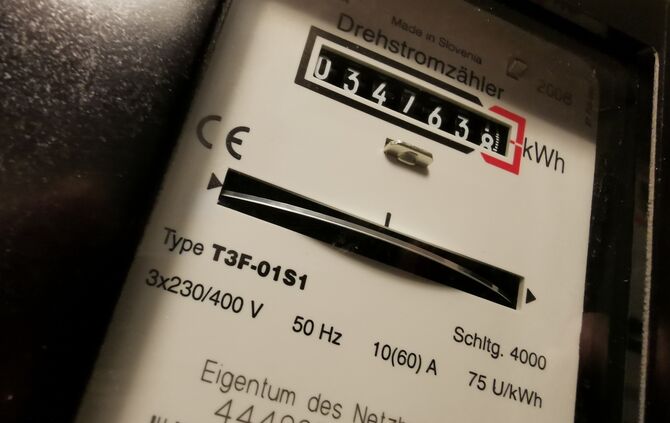 Made in Slovenia
Drehstromzähler
2008
0347638
kWh
CE
Type T3F-01S1
3x230/400 V
50 Hz
10(60) A
Schltg. 4000
75 U/kWh
Eigentum des